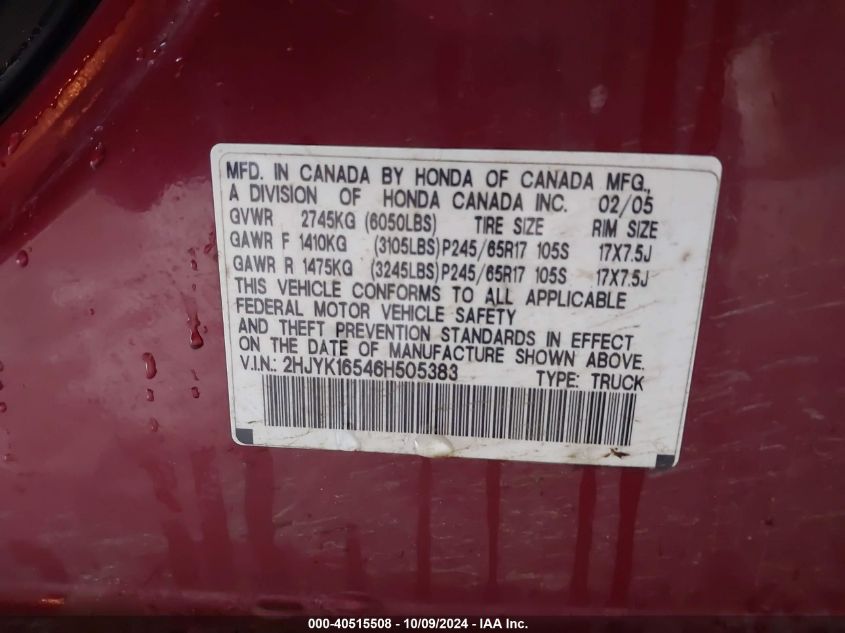 MFD. IN CANADA BY HONDA OF CANADA MFG.,
A DIVISION OF HONDA CANADA INC. 02/05
GVWR 2745KG (6050LBS) TIRE SIZE RIM SIZE
GAWR F 1410KG (3105LBS) P245/65R17 105S 17X7.5J
GAWR R 1475KG (3245LBS) P245/65R17 105S 17X7.5J
THIS VEHICLE CONFORMS TO ALL APPLICABLE
FEDERAL MOTOR VEHICLE SAFETY
AND THEFT PREVENTION STANDARDS IN EFFECT
ON THE DATE OF MANUFACTURE SHOWN ABOVE.
V.I.N.: 2HJYK16546H505383 TYPE: TRUCK
000-40515508 - 10/09/2024 - IAA Inc.